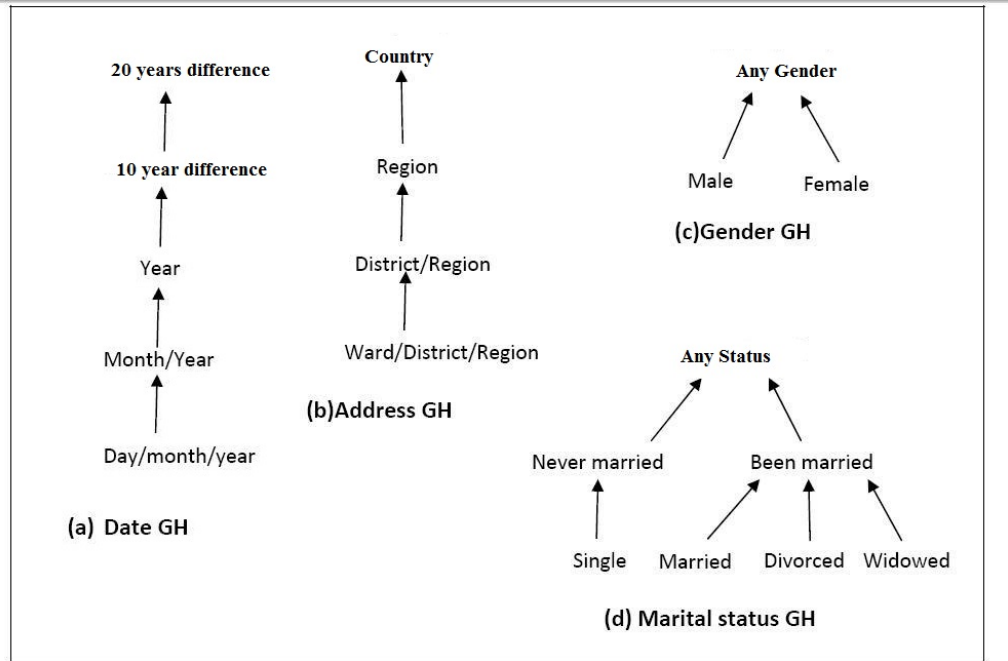 20 years difference
10 year difference
Year
Month/Year
Day/month/year
(a) Date GH
Country
Region
District/Region
Ward/District/Region
(b)Address GH
Any Gender
Male Female
(c)Gender GH
Any Status
Never married Been married
Single Married Divorced Widowed
(d) Marital status GH